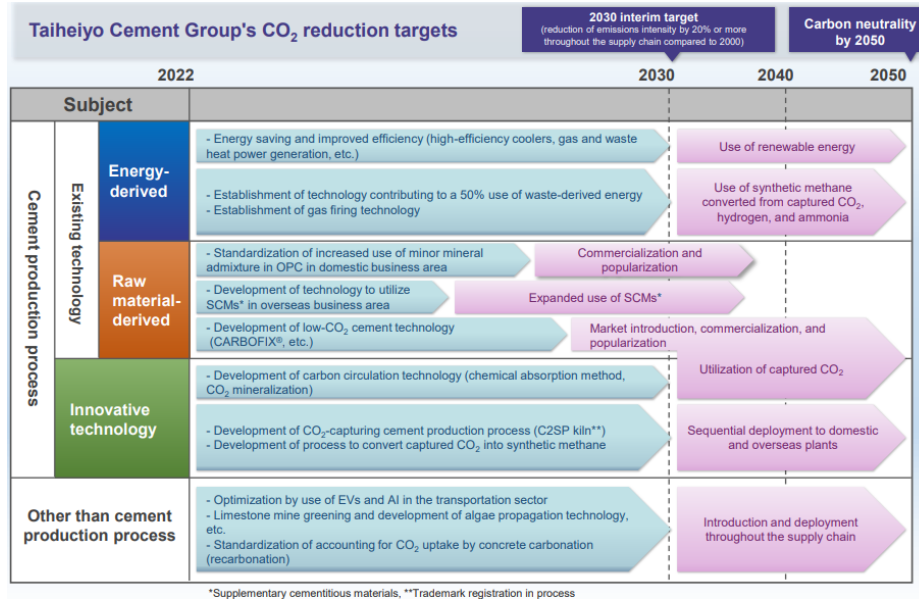 Taiheiyo Cement Group's CO2 reduction targets
2030 interim target
(reduction of emissions intensity by 20% or more
throughout the supply chain compared to 2000)
Carbon neutrality
by 2050
2022
2030
2040
2050
Subject
Cement production process
Existing technology
Energy-
derived
- Energy saving and improved efficiency (high-efficiency coolers, gas and waste
heat power generation, etc.)
Use of renewable energy
- Establishment of technology contributing to a 50% use of waste-derived energy
- Establishment of gas firing technology
Use of synthetic methane
converted from captured CO2,
hydrogen, and ammonia
Raw
material-
derived
- Standardization of increased use of minor mineral
admixture in OPC in domestic business area
Commercialization and
popularization
- Development of technology to utilize
SCMs* in overseas business area
Expanded use of SCMs*
- Development of low-CO2 cement technology
(CARBOFIX®, etc.)
Market introduction, commercialization, and
popularization
Innovative
technology
- Development of carbon circulation technology (chemical absorption method,
CO2 mineralization)
Utilization of captured CO2
- Development of CO2-capturing cement production process (C2SP kiln**)
- Development of process to convert captured CO2 into synthetic methane
Sequential deployment to domestic
and overseas plants
Other than cement
production process
- Optimization by use of EVs and AI in the transportation sector
- Limestone mine greening and development of algae propagation technology,
etc.
- Standardization of accounting for CO2 uptake by concrete carbonation
(recarbonation)
Introduction and deployment
throughout the supply chain
*Supplementary cementitious materials, **Trademark registration in process